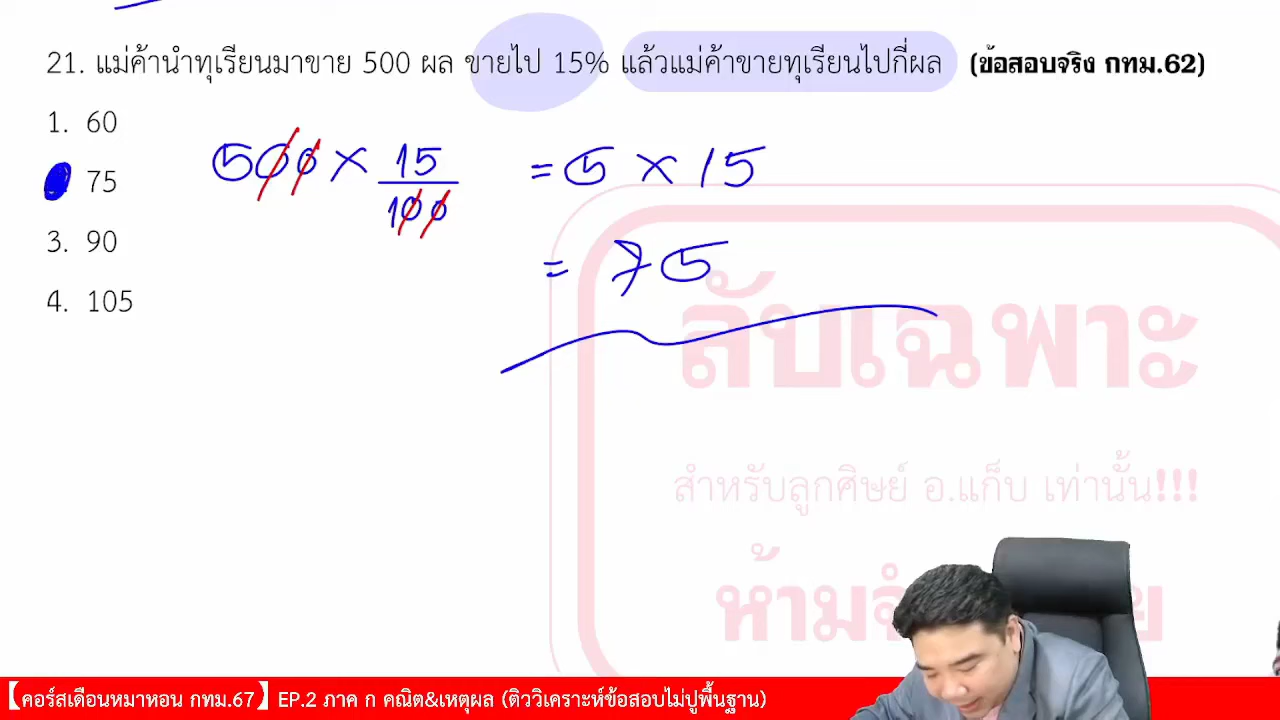 21. แม่ค้านำทุเรียนมาขาย 500 ผล ขายไป 15% แล้วแม่ค้าขายทุเรียนไปกี่ผล (ข้อสอบจริง กทม.62)
1. 60
75
3. 90
4. 105
500 × 15/100 = 5 × 15
= 75
ลับเฉพาะ
สำหรับลูกศิษย์ อ.แก็บ เท่านั้น!!!
【คอร์สเดือนหมาหอน กทม.67】 EP.2 ภาค ก คณิต&เหตุผล (ติววิเคราะห์ข้อสอบไม่ปูพื้นฐาน)